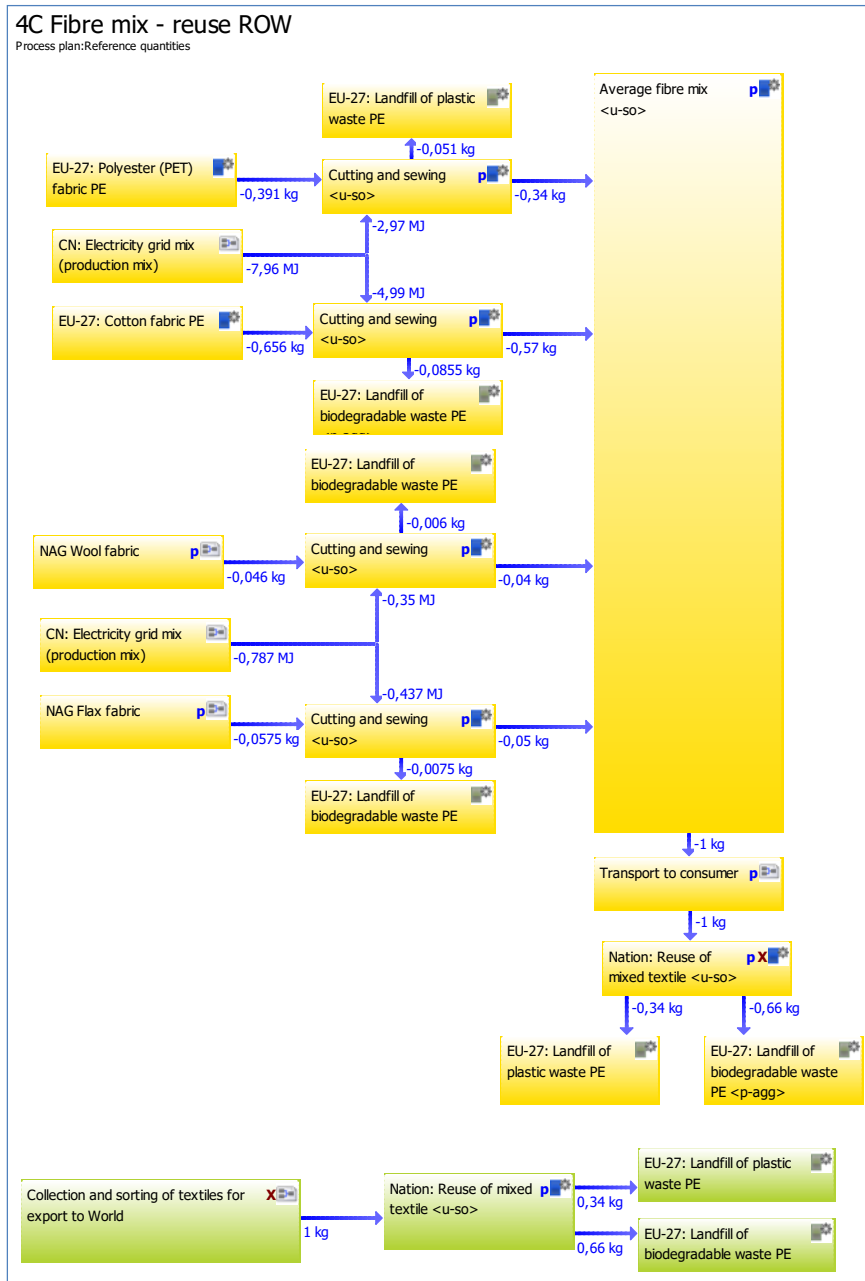 4C Fibre mix - reuse ROW
Process plan:Reference quantities
EU-27: Landfill of plastic
waste PE
Average fibre mix
<u-so>
p
-0,051 kg
EU-27: Polyester (PET)
fabric PE
-0,391 kg
Cutting and sewing
<u-so>
p
-0,34 kg
-2,97 MJ
CN: Electricity grid mix
(production mix)
-7,96 MJ
-4,99 MJ
EU-27: Cotton fabric PE
-0,656 kg
Cutting and sewing
<u-so>
p
-0,57 kg
-0,0855 kg
EU-27: Landfill of
biodegradable waste PE
EU-27: Landfill of
biodegradable waste PE
-0,006 kg
NAG Wool fabric
p
-0,046 kg
Cutting and sewing
<u-so>
p
-0,04 kg
-0,35 MJ
CN: Electricity grid mix
(production mix)
-0,787 MJ
-0,437 MJ
NAG Flax fabric
p
-0,0575 kg
Cutting and sewing
<u-so>
p
-0,05 kg
-0,0075 kg
EU-27: Landfill of
biodegradable waste PE
-1 kg
Transport to consumer
p
-1 kg
Nation: Reuse of
mixed textile <u-so>
p X
-0,34 kg
-0,66 kg
EU-27: Landfill of
plastic waste PE
EU-27: Landfill of
biodegradable waste
PE <p-agg>
Collection and sorting of textiles for
export to World
X
1 kg
Nation: Reuse of mixed
textile <u-so>
p
0,34 kg
0,66 kg
EU-27: Landfill of plastic
waste PE
EU-27: Landfill of
biodegradable waste PE